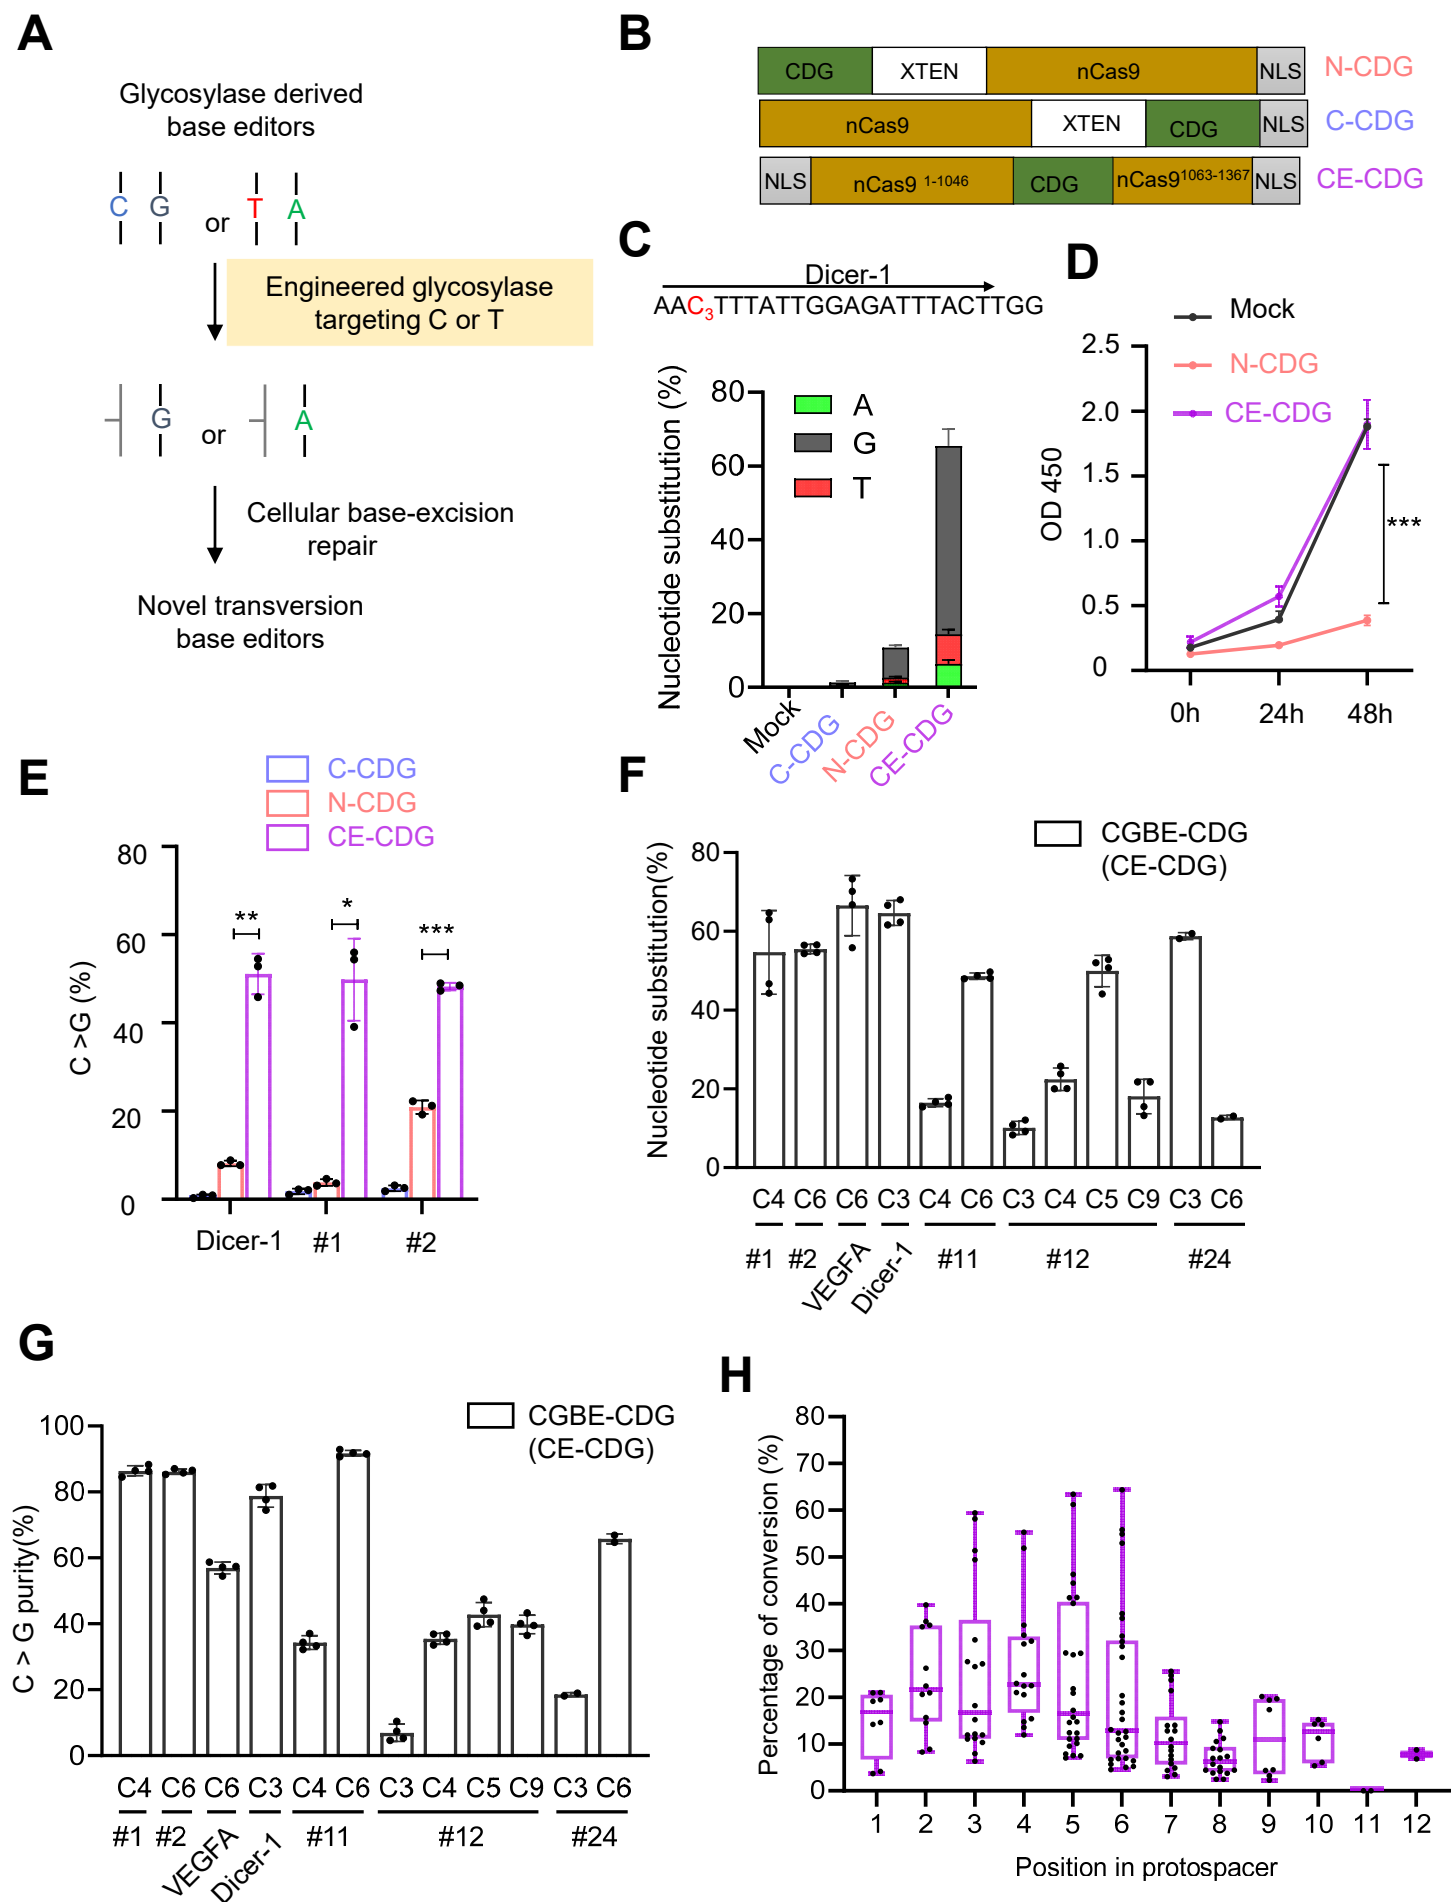 A
Glycosylase derived
base editors
C G or T A
Engineered glycosylase
targeting C or T
G or A
Cellular base-excision
repair
Novel transversion
base editors
B
CDG XTEN nCas9 NLS N-CDG
nCas9 XTEN CDG NLS C-CDG
NLS nCas9 1-1046 CDG nCas9 1063-1367 NLS CE-CDG
C
Dicer-1
AAC3TTTATTGGAGATTTACTTGG
Nucleotide substitution (%)
80
60
40
20
0
A
G
T
Mock C-CDG N-CDG CE-CDG
D
Mock
N-CDG
CE-CDG
OD 450
2.5
2.0
1.5
1.0
0.5
0
***
0h 24h 48h
E
C-CDG
N-CDG
CE-CDG
C >G (%)
80
60
40
20
0
** * ***
Dicer-1 #1 #2
F
CGBE-CDG
(CE-CDG)
Nucleotide substitution(%)
80
60
40
20
0
C4 C6 C6 C3 C4 C6 C3 C4 C5 C9 C3 C6
#1 #2 VEGFA Dicer-1 #11 #12 #24
G
CGBE-CDG
(CE-CDG)
C > G purity(%)
100
80
60
40
20
0
C4 C6 C6 C3 C4 C6 C3 C4 C5 C9 C3 C6
#1 #2 VEGFA Dicer-1 #11 #12 #24
H
Percentage of conversion (%)
80
70
60
50
40
30
20
10
0
1 2 3 4 5 6 7 8 9 10 11 12
Position in protospacer